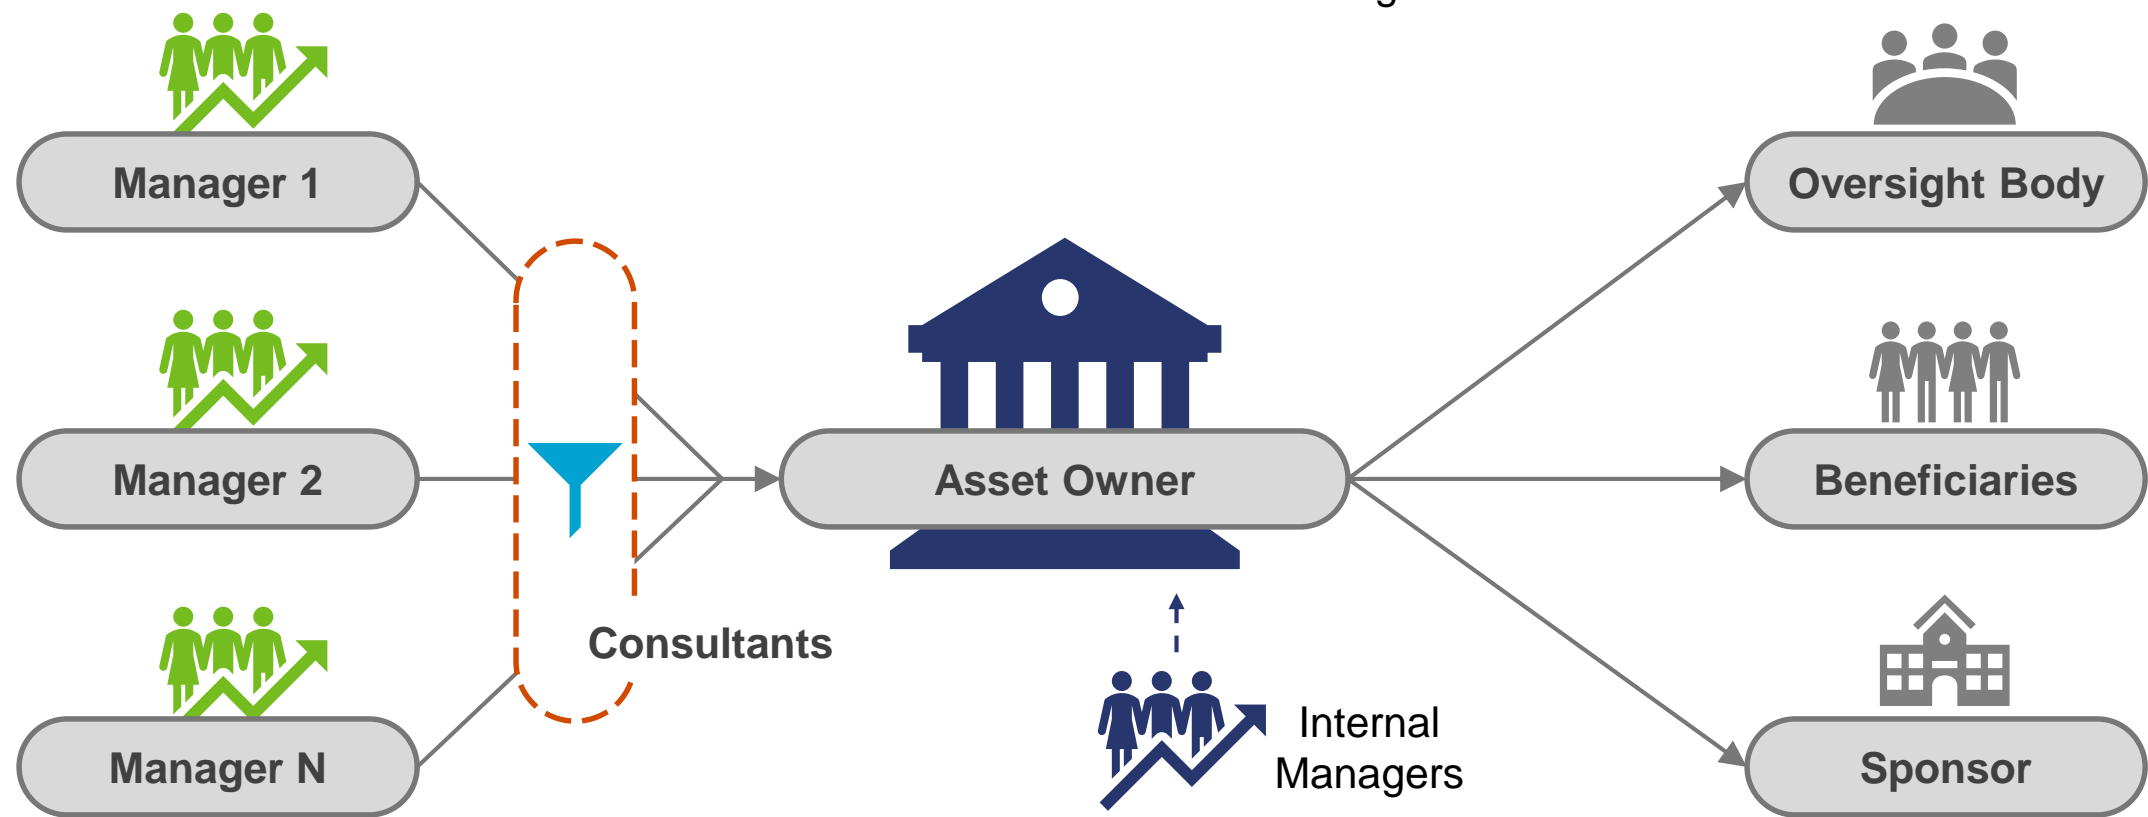 Manager 1
Oversight Body
Manager 2
Asset Owner
Beneficiaries
Consultants
Internal
Managers
Manager N
Sponsor